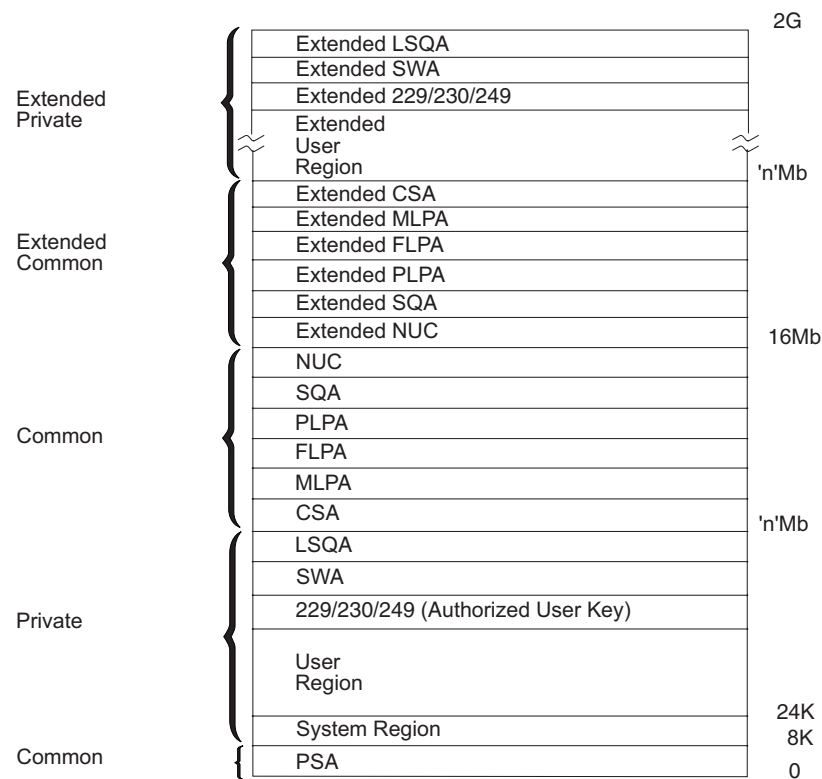 2G
Extended LSQA
Extended SWA
Extended 229/230/249
Extended
Private
Extended
User
Region
'n'Mb
Extended CSA
Extended MLPA
Extended
Common
Extended FLPA
Extended PLPA
Extended SQA
Extended NUC
16Mb
NUC
SQA
PLPA
Common
FLPA
MLPA
CSA
'n'Mb
LSQA
SWA
229/230/249 (Authorized User Key)
Private
User
Region
24K
System Region
8K
Common
PSA
0